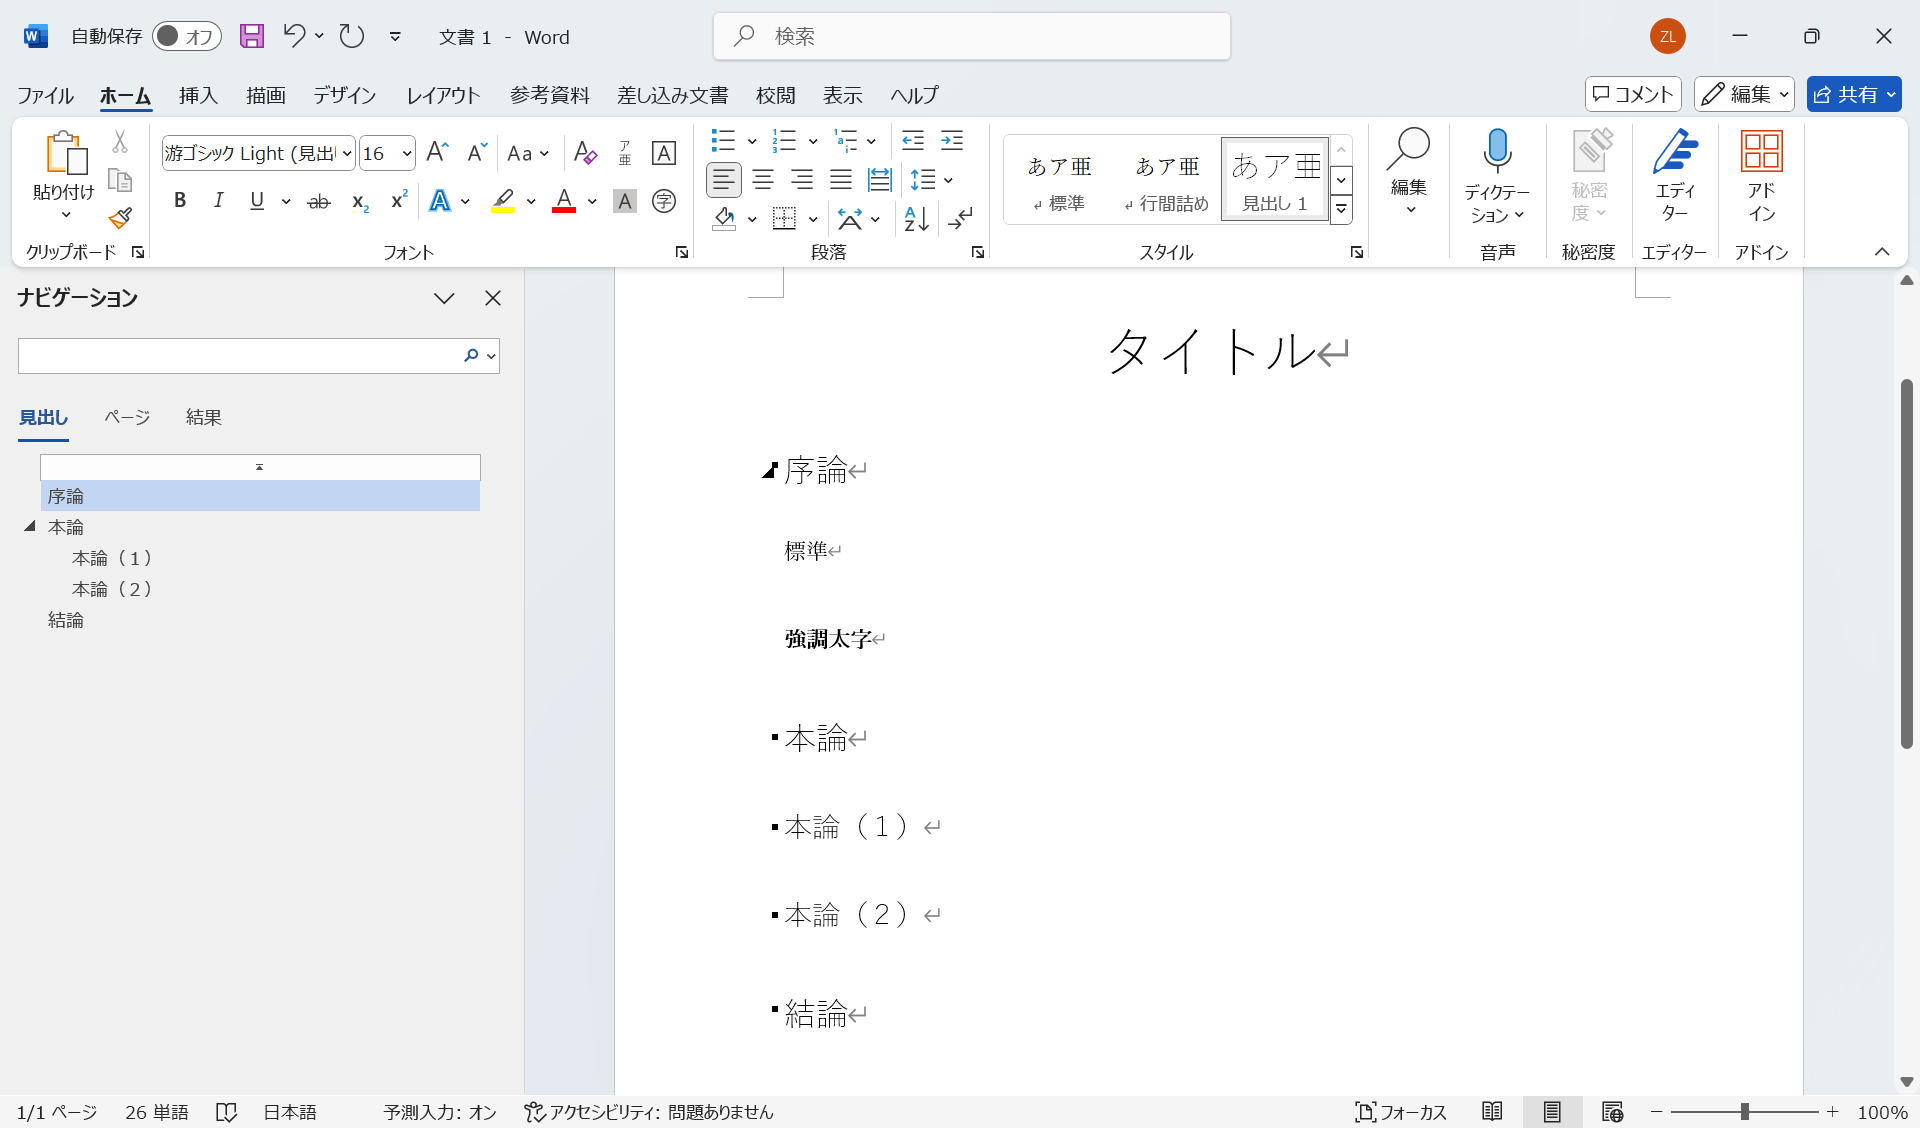 自動保存 オフ 文書 1 - Word 検索 ZL
ファイル ホーム 挿入 描画 デザイン レイアウト 参考資料 差し込み文書 校閲 表示 ヘルプ コメント 編集 共有
貼り付け
クリップボード
游ゴシック Light (見出 16 Aa ア亜 A
B I U ab x₂ x² A A A 字
フォント
段落
あア亜 あア亜 あア亜
標準 行間詰め 見出し 1
スタイル
編集
ディクテー
ション
音声
秘密
度
秘密度
エディ
ター
エディター
アド
イン
アドイン
ナビゲーション
見出し ページ 結果
序論
本論
本論（1）
本論（2）
結論
タイトル
序論
標準
強調太字
本論
本論（1）
本論（2）
結論
1/1 ページ 26 単語 日本語 予測入力: オン アクセシビリティ: 問題ありません フォーカス 100%